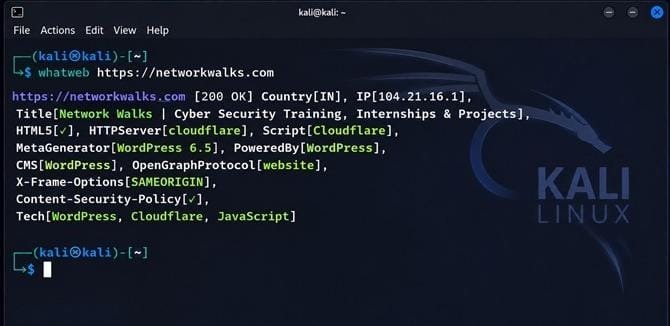 kali@kali: ~
File Actions Edit View Help
┌──(kali㉿kali)-[~]
└─$ whatweb https://networkwalks.com
https://networkwalks.com [200 OK] Country[IN], IP[104.21.16.1],
Title[Network Walks | Cyber Security Training, Internships & Projects],
HTML5[✓], HTTPServer[cloudflare], Script[Cloudflare],
MetaGenerator[WordPress 6.5], PoweredBy[WordPress],
CMS[WordPress], OpenGraphProtocol[website],
X-Frame-Options[SAMEORIGIN],
Content-Security-Policy[✓],
Tech[WordPress, Cloudflare, JavaScript]
KALI
LINUX
┌──(kali㉿kali)-[~]
└─$